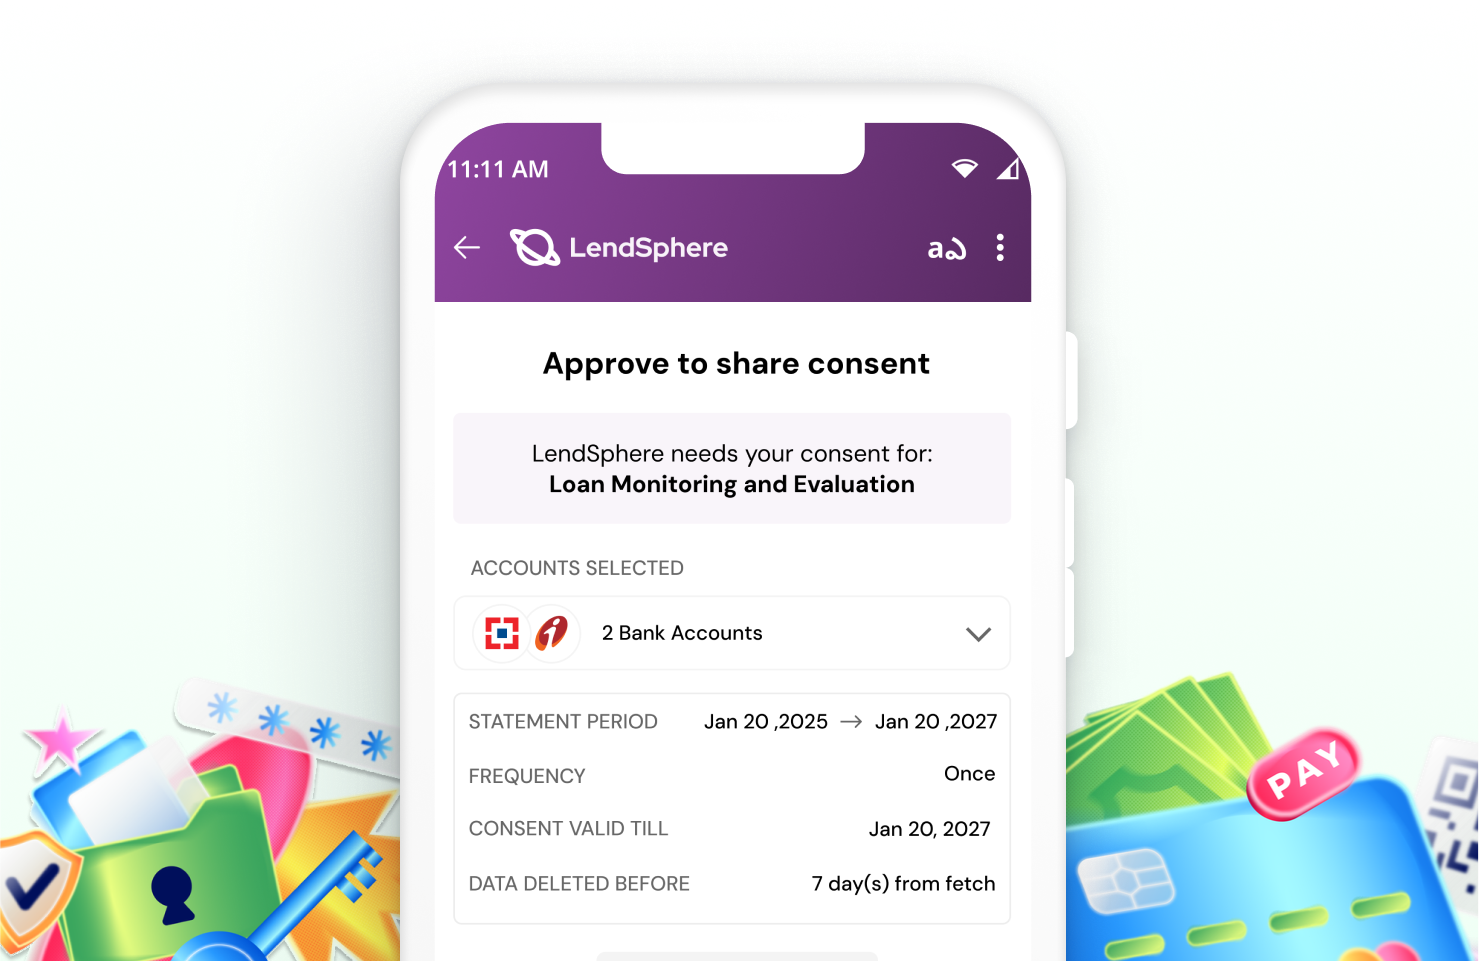 11:11 AM
LendSphere
Approve to share consent
LendSphere needs your consent for:
Loan Monitoring and Evaluation
ACCOUNTS SELECTED
2 Bank Accounts
STATEMENT PERIOD Jan 20 ,2025 → Jan 20 ,2027
FREQUENCY Once
CONSENT VALID TILL Jan 20, 2027
DATA DELETED BEFORE 7 day(s) from fetch
PAY